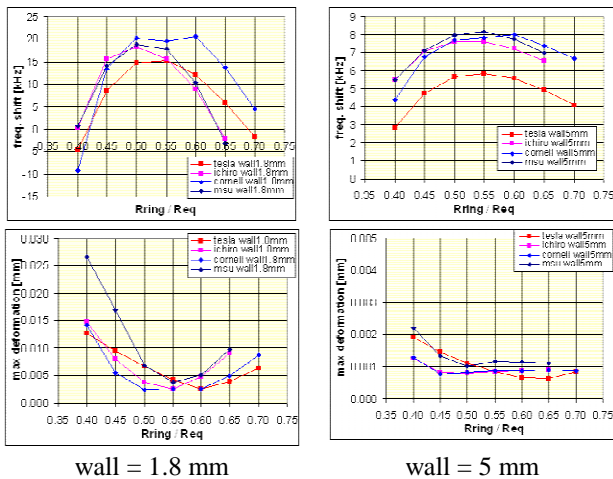 freq. shift [kHz]
25
20
15
10
5
0
-5
-10
-15
0.35 0.40 0.45 0.50 0.55 0.60 0.65 0.70 0.75
Rring / Req
tesla wall1.8mm
ichiro wall1.8mm
cornell wall1.8mm
msu wall1.8mm
freq. shift [kHz]
9
8
7
6
5
4
3
2
1
0
0.35 0.40 0.45 0.50 0.55 0.60 0.65 0.70 0.75
Rring / Req
tesla wall5mm
ichiro wall5mm
cornell wall5mm
msu wall5mm
max deformation [mm]
0.030
0.025
0.020
0.015
0.010
0.005
0.000
0.35 0.40 0.45 0.50 0.55 0.60 0.65 0.70 0.75
Rring / Req
tesla wall1.8mm
ichiro wall1.8mm
cornell wall1.8mm
msu wall1.8mm
max deformation [mm]
0.005
0.004
0.003
0.002
0.001
0.000
0.35 0.40 0.45 0.50 0.55 0.60 0.65 0.70 0.75
Rring / Req
tesla wall5mm
ichiro wall5mm
cornell wall5mm
msu wall5mm
wall = 1.8 mm
wall = 5 mm